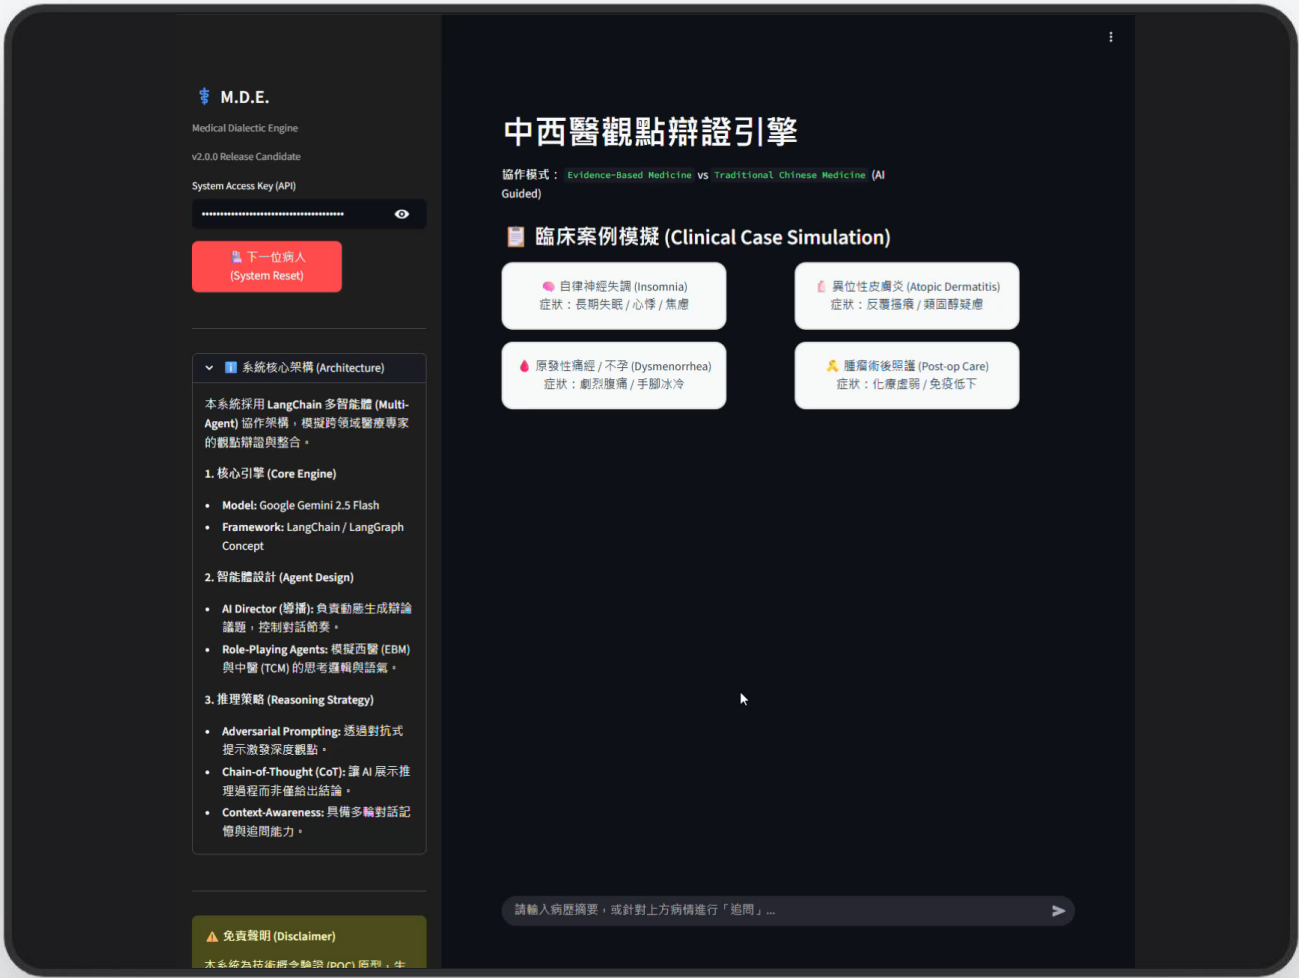 M.D.E.
Medical Dialectic Engine
v2.0.0 Release Candidate
System Access Key (API)
下一位病人
(System Reset)
系統核心架構 (Architecture)
本系統採用 LangChain 多智能體 (Multi-
Agent) 協作架構，模擬跨領域醫療專家
的觀點辯證與整合。
1. 核心引擎 (Core Engine)
• Model: Google Gemini 2.5 Flash
• Framework: LangChain / LangGraph
Concept
2. 智能體設計 (Agent Design)
• AI Director (導播): 負責動態生成辯論
議題，控制對話節奏。
• Role-Playing Agents: 模擬西醫 (EBM)
與中醫 (TCM) 的思考邏輯與語氣。
3. 推理策略 (Reasoning Strategy)
• Adversarial Prompting: 透過對抗式
提示激發深度觀點。
• Chain-of-Thought (CoT): 讓 AI 展示推
理過程而非僅給出結論。
• Context-Awareness: 具備多輪對話記
憶與追問能力。
免責聲明 (Disclaimer)
本系統為技術概念驗證 (POC) 原型，生
中西醫觀點辯證引擎
協作模式： Evidence-Based Medicine vs Traditional Chinese Medicine (AI
Guided)
臨床案例模擬 (Clinical Case Simulation)
自律神經失調 (Insomnia)
症狀：長期失眠 / 心悸 / 焦慮
異位性皮膚炎 (Atopic Dermatitis)
症狀：反覆搔癢 / 類固醇疑慮
原發性痛經 / 不孕 (Dysmenorrhea)
症狀：劇烈腹痛 / 手腳冰冷
腫瘤術後照護 (Post-op Care)
症狀：化療虛弱 / 免疫低下
請輸入病歷摘要，或針對上方病情進行「追問」...